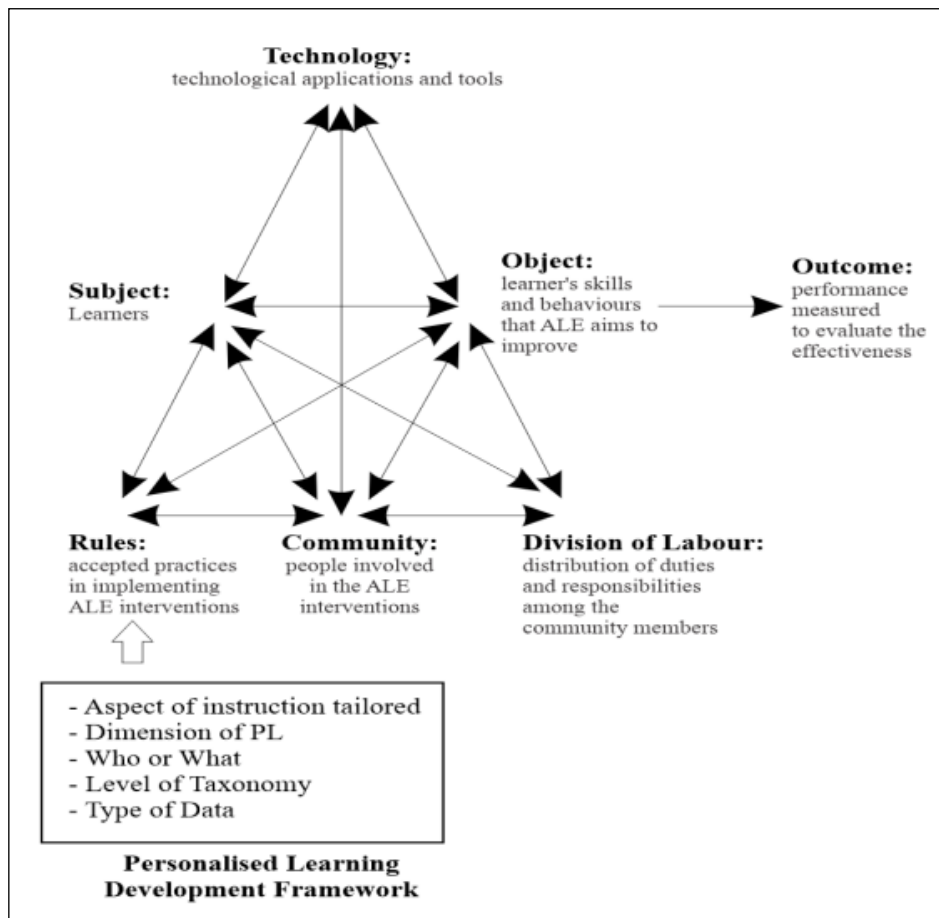 Technology:
technological applications and tools
Subject:
Learners
Object:
learner's skills
and behaviours
that ALE aims to
improve
Outcome:
performance
measured
to evaluate the
effectiveness
Rules:
accepted practices
in implementing
ALE interventions
Community:
people involved
in the ALE
interventions
Division of Labour:
distribution of duties
and responsibilities
among the
community members
- Aspect of instruction tailored
- Dimension of PL
- Who or What
- Level of Taxonomy
- Type of Data
Personalised Learning
Development Framework